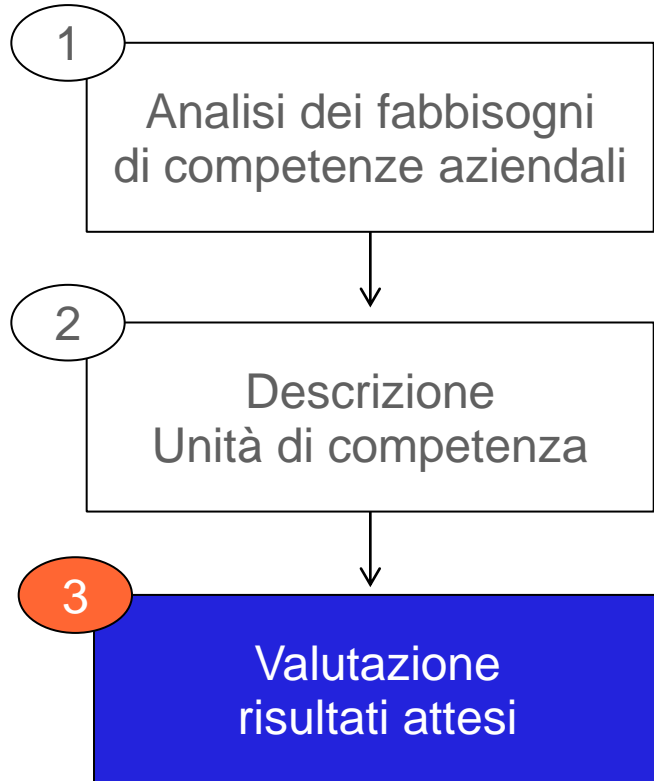 1
Analisi dei fabbisogni
di competenze aziendali
2
Descrizione
Unità di competenza
3
Valutazione
risultati attesi